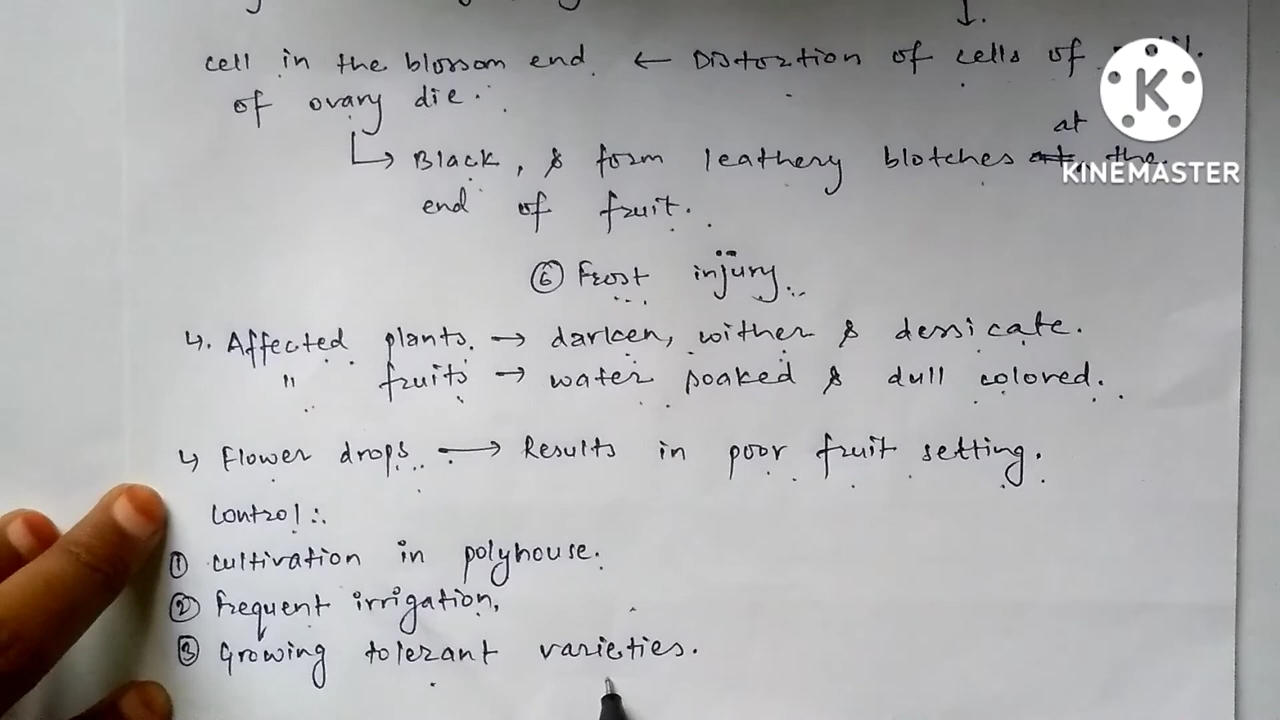 cell in the blossom end. ← Distortion of cells of
of ovary die.
↳ Black, & form leathery blotches at the
end of fruit.
⑥ Frost injury.
↳. Affected plants. → darken, wither & dessicate.
" fruits → water soaked & dull colored.
↳ Flower drops → Results in poor fruit setting.
Control :.
① cultivation in polyhouse.
② frequent irrigation.
③ Growing tolerant varieties.
K
KINEMASTER